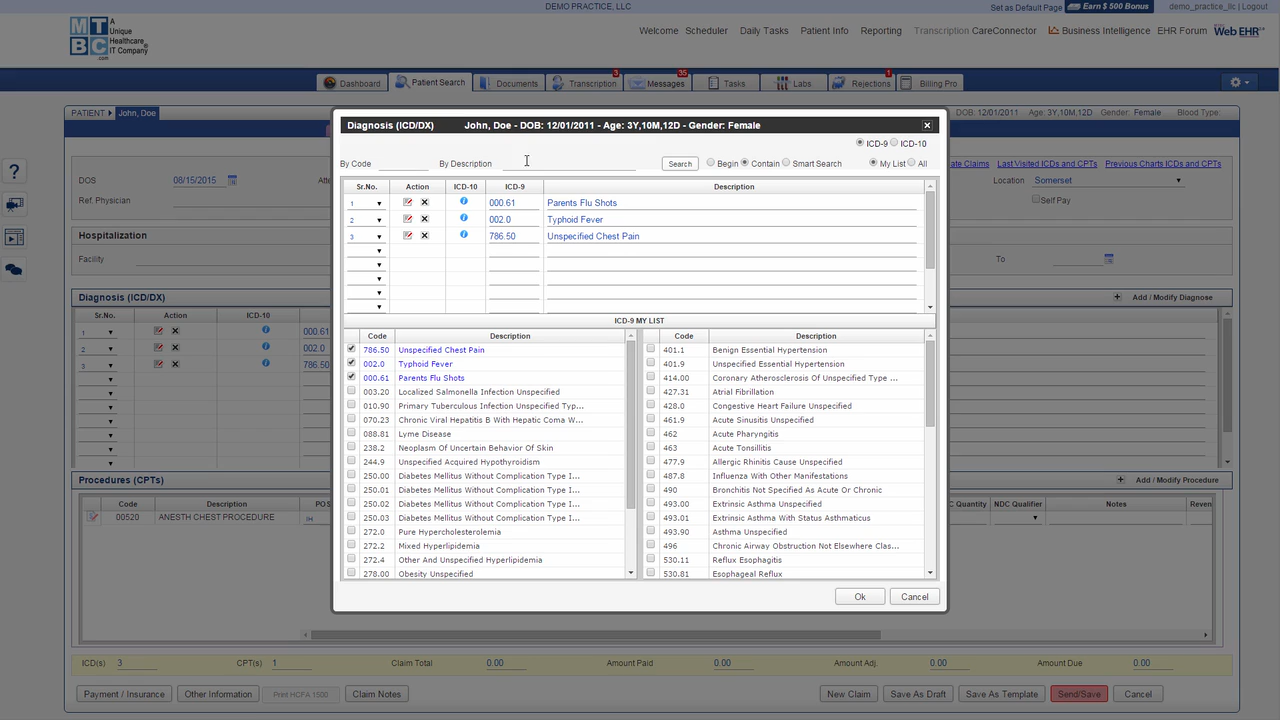 DEMO PRACTICE, LLC
Set as Default Page Earn $ 500 Bonus demo_practice_llc | Logout
MTBC.com A Unique Healthcare IT Company
Welcome Scheduler Daily Tasks Patient Info Reporting Transcription CareConnector Business Intelligence EHR Forum Web EHR
Dashboard Patient Search Documents Transcription 3 Messages 35 Tasks Labs Rejections 1 Billing Pro
PATIENT John, Doe DOB: 12/01/2011 Age: 3Y,10M,12D Gender: Female Blood Type:
Diagnosis (ICD/DX) John, Doe - DOB: 12/01/2011 - Age: 3Y,10M,12D - Gender: Female
ICD-9 ICD-10
By Code By Description Search Begin Contain Smart Search My List All
ate Claims Last Visited ICDs and CPTs Previous Charts ICD/CPTs
DOS 08/15/2015 Location Somerset
Ref. Physician Self Pay
Hospitalization
Facility To
Sr.No. Action ICD-10 ICD-9 Description
1 000.61 Parents Flu Shots
2 002.0 Typhoid Fever
3 786.50 Unspecified Chest Pain
Diagnosis (ICD/DX) Add / Modify Diagnose
Sr.No. Action ICD-10
1 000.61
2 002.0
3 786.50
ICD-9 MY LIST
Code Description Code Description
786.50 Unspecified Chest Pain 401.1 Benign Essential Hypertension
002.0 Typhoid Fever 401.9 Unspecified Essential Hypertension
000.61 Parents Flu Shots 414.00 Coronary Atherosclerosis Of Unspecified Type ...
003.20 Localized Salmonella Infection Unspecified 427.31 Atrial Fibrillation
010.90 Primary Tuberculous Infection Unspecified Typ... 428.0 Congestive Heart Failure Unspecified
070.23 Chronic Viral Hepatitis B With Hepatic Coma W... 461.9 Acute Sinusitis Unspecified
088.81 Lyme Disease 462 Acute Pharyngitis
238.2 Neoplasm Of Uncertain Behavior Of Skin 463 Acute Tonsillitis
244.9 Unspecified Acquired Hypothyroidism 477.9 Allergic Rhinitis Cause Unspecified
250.00 Diabetes Mellitus Without Complication Type I... 487.8 Influenza With Other Manifestations
250.01 Diabetes Mellitus Without Complication Type I... 490 Bronchitis Not Specified As Acute Or Chronic
250.02 Diabetes Mellitus Without Complication Type I... 493.00 Extrinsic Asthma Unspecified
250.03 Diabetes Mellitus Without Complication Type I... 493.01 Extrinsic Asthma With Status Asthmaticus
272.0 Pure Hypercholesterolemia 493.90 Asthma Unspecified
272.2 Mixed Hyperlipidemia 496 Chronic Airway Obstruction Not Elsewhere Clas...
272.4 Other And Unspecified Hyperlipidemia 530.11 Reflux Esophagitis
278.00 Obesity Unspecified 530.81 Esophageal Reflux
Ok Cancel
Procedures (CPTs) Add / Modify Procedure
Code Description POS C Quantity NDC Qualifier Notes Reven
00520 ANESTH CHEST PROCEDURE
ICD(s) 3 CPT(s) 1 Claim Total 0.00 Amount Paid 0.00 Amount Adj. 0.00 Amount Due 0.00
Payment / Insurance Other Information Print HCFA 1500 Claim Notes New Claim Save As Draft Save As Template Send/Save Cancel